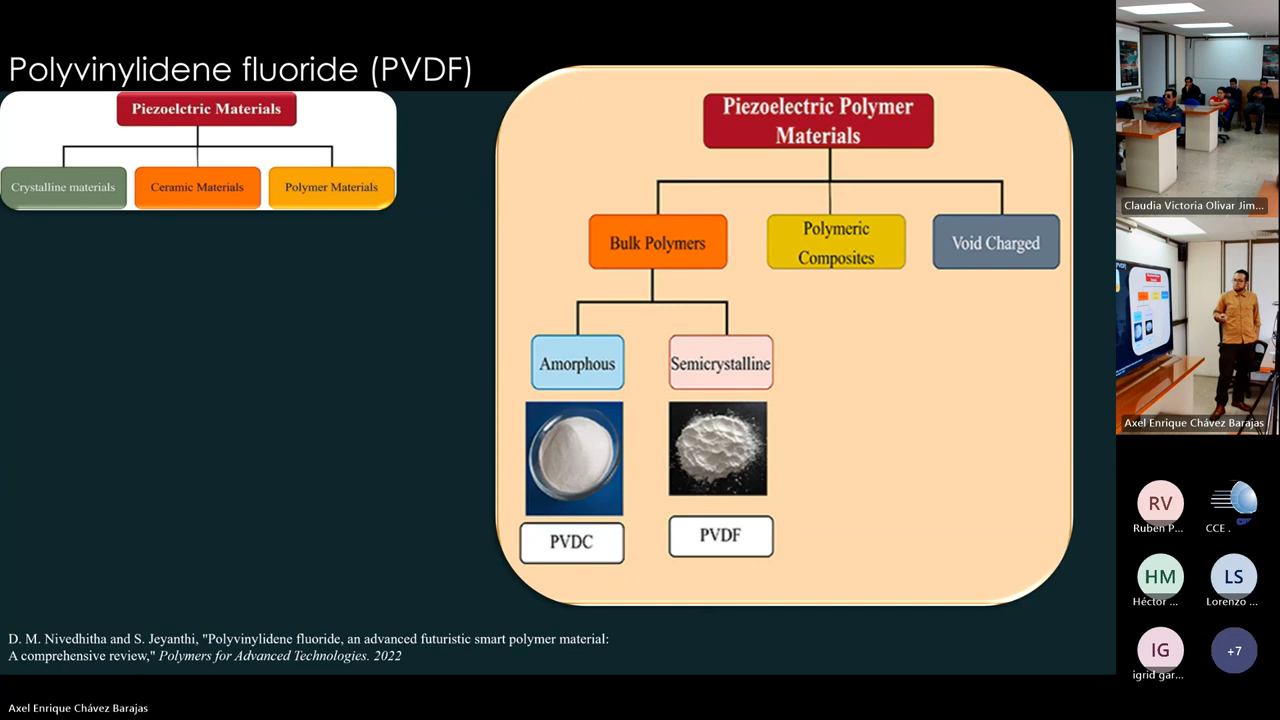 Polyvinylidene fluoride (PVDF)
Piezoelctric Materials
Crystalline materials
Ceramic Materials
Polymer Materials
Piezoelectric Polymer
Materials
Bulk Polymers
Polymeric
Composites
Void Charged
Amorphous
Semicrystalline
PVDC
PVDF
D. M. Nivedhitha and S. Jeyanthi, "Polyvinylidene fluoride, an advanced futuristic smart polymer material:
A comprehensive review," Polymers for Advanced Technologies. 2022
Claudia Victoria Olivar Jim...
Axel Enrique Chávez Barajas
RV
Ruben P...
CCE .
HM
Héctor ...
LS
Lorenzo ...
IG
igrid gar...
+7
Axel Enrique Chávez Barajas